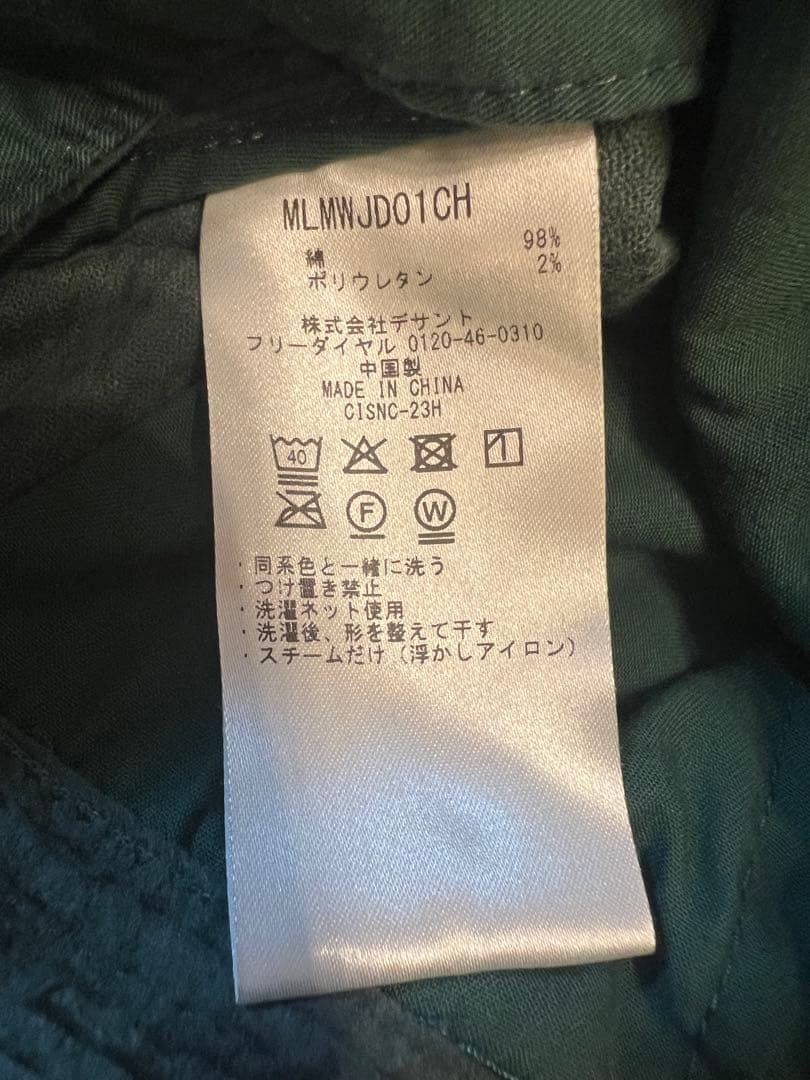 MLMWJD01CH
綿 98%
ポリウレタン 2%
株式会社デサント
フリーダイヤル 0120-46-0310
中国製
MADE IN CHINA
CISNC-23H
40
F W
・同系色と一緒に洗う
・つけ置き禁止
・洗濯ネット使用
・洗濯後、形を整えて干す
・スチームだけ（浮かしアイロン）